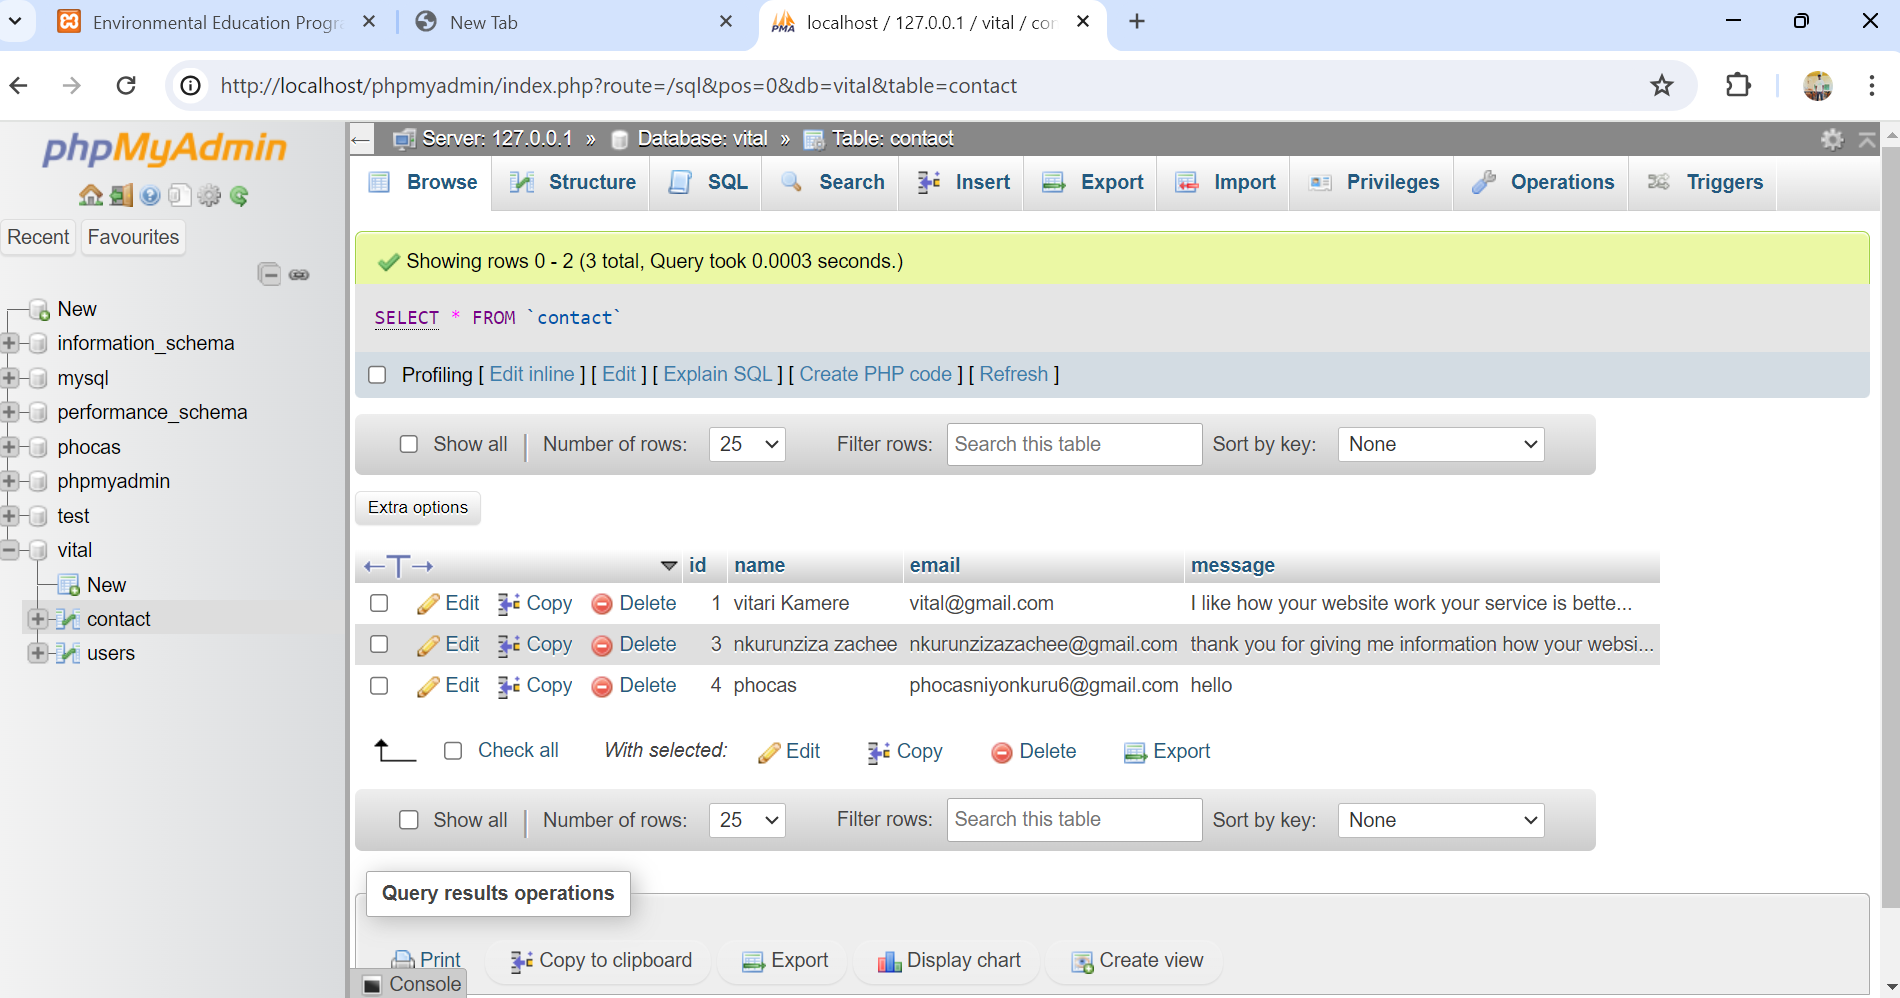 Environmental Education Progra
New Tab
localhost / 127.0.0.1 / vital / con
http://localhost/phpmyadmin/index.php?route=/sql&pos=0&db=vital&table=contact
phpMyAdmin
Recent
Favourites
New
information_schema
mysql
performance_schema
phocas
phpmyadmin
test
vital
New
contact
users
Server: 127.0.0.1 » Database: vital » Table: contact
Browse Structure SQL Search Insert Export Import Privileges Operations Triggers
Showing rows 0 - 2 (3 total, Query took 0.0003 seconds.)
SELECT * FROM `contact`
Profiling [ Edit inline ] [ Edit ] [ Explain SQL ] [ Create PHP code ] [ Refresh ]
Show all | Number of rows: 25 Filter rows: Search this table Sort by key: None
Extra options
←T→ id name email message
Edit Copy Delete 1 vitari Kamere vital@gmail.com I like how your website work your service is bette...
Edit Copy Delete 3 nkurunziza zachee nkurunzizazachee@gmail.com thank you for giving me information how your websi...
Edit Copy Delete 4 phocas phocasniyonkuru6@gmail.com hello
Check all With selected: Edit Copy Delete Export
Show all | Number of rows: 25 Filter rows: Search this table Sort by key: None
Query results operations
Print Copy to clipboard Export Display chart Create view
Console